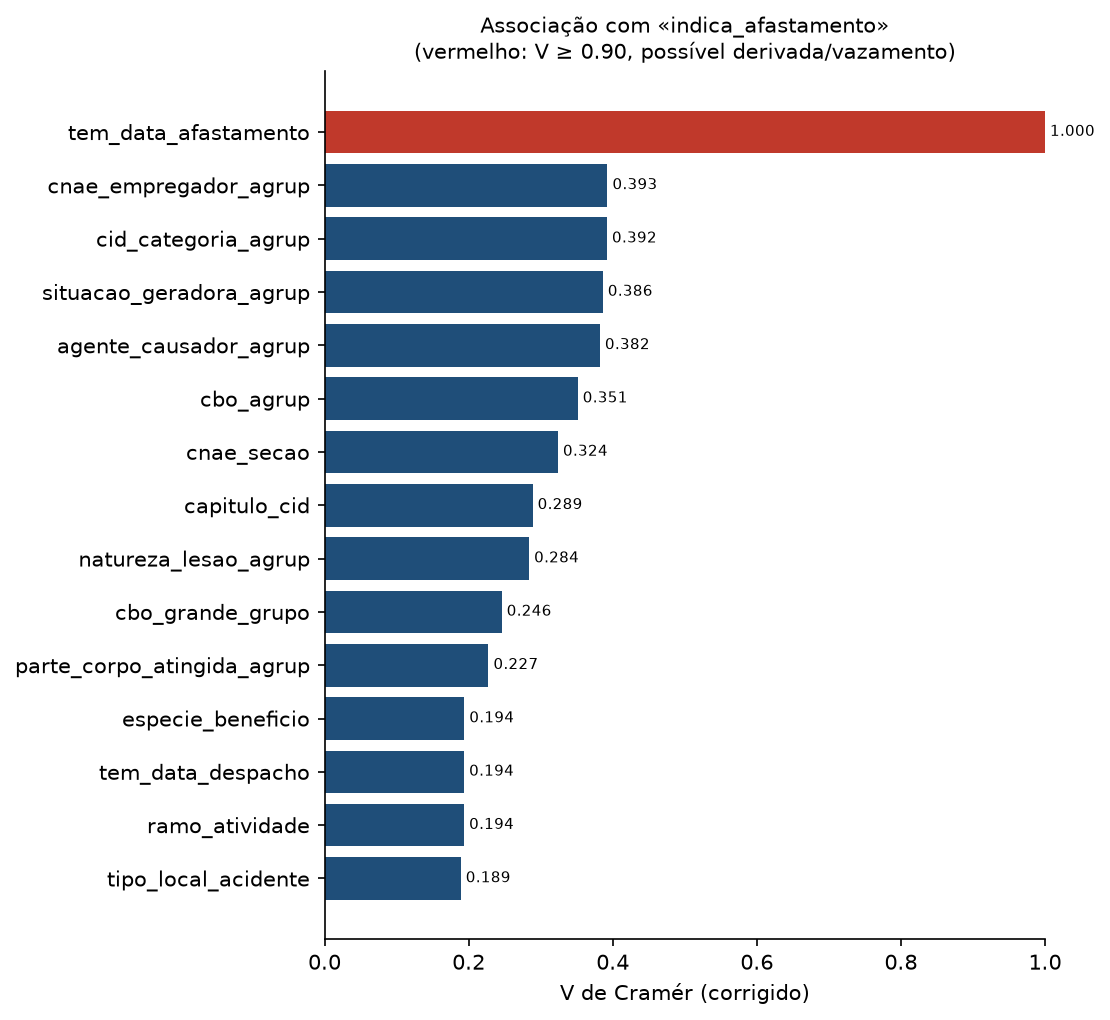 Associação com «indica_afastamento»
(vermelho: V ≥ 0.90, possível derivada/vazamento)
tem_data_afastamento 1.000
cnae_empregador_agrup 0.393
cid_categoria_agrup 0.392
situacao_geradora_agrup 0.386
agente_causador_agrup 0.382
cbo_agrup 0.351
cnae_secao 0.324
capitulo_cid 0.289
natureza_lesao_agrup 0.284
cbo_grande_grupo 0.246
parte_corpo_atingida_agrup 0.227
especie_beneficio 0.194
tem_data_despacho 0.194
ramo_atividade 0.194
tipo_local_acidente 0.189
0.0 0.2 0.4 0.6 0.8 1.0
V de Cramér (corrigido)